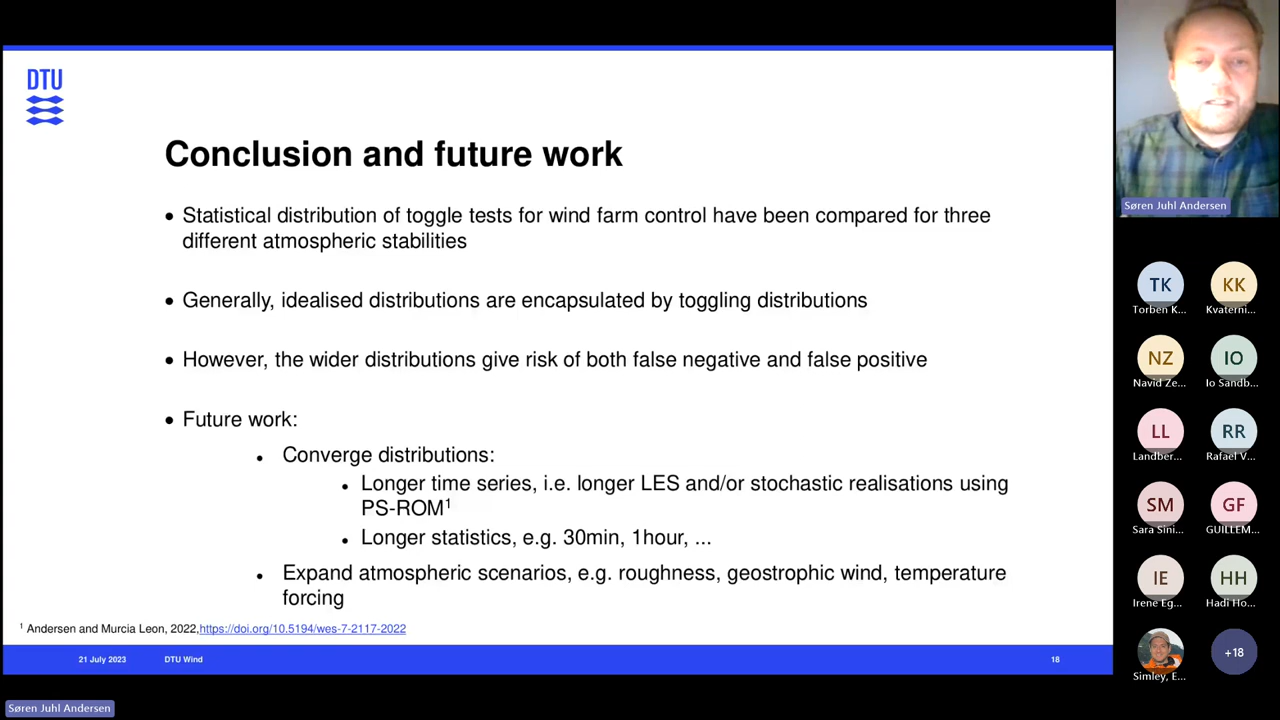 DTU
Conclusion and future work
• Statistical distribution of toggle tests for wind farm control have been compared for three
different atmospheric stabilities
• Generally, idealised distributions are encapsulated by toggling distributions
• However, the wider distributions give risk of both false negative and false positive
• Future work:
• Converge distributions:
• Longer time series, i.e. longer LES and/or stochastic realisations using
PS-ROM¹
• Longer statistics, e.g. 30min, 1hour, ...
• Expand atmospheric scenarios, e.g. roughness, geostrophic wind, temperature
forcing
¹ Andersen and Murcia Leon, 2022,https://doi.org/10.5194/wes-7-2117-2022
21 July 2023 DTU Wind 18
Søren Juhl Andersen
Søren Juhl Andersen
TK KK
Torben K... Kvaterni...
NZ IO
Navid Ze... Io Sandb...
LL RR
Landber... Rafael V...
SM GF
Sara Sini... GUILLEM...
IE HH
Irene Eg... Hadi Ho...
+18
Simley, E...